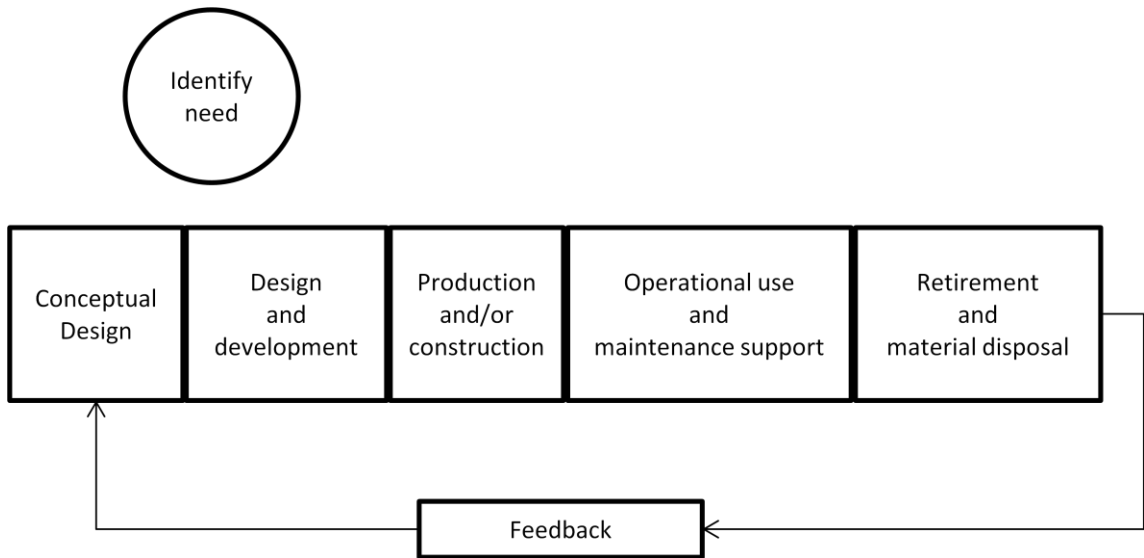 Identify
need
Conceptual
Design
Design
and
development
Production
and/or
construction
Operational use
and
maintenance support
Retirement
and
material disposal
Feedback